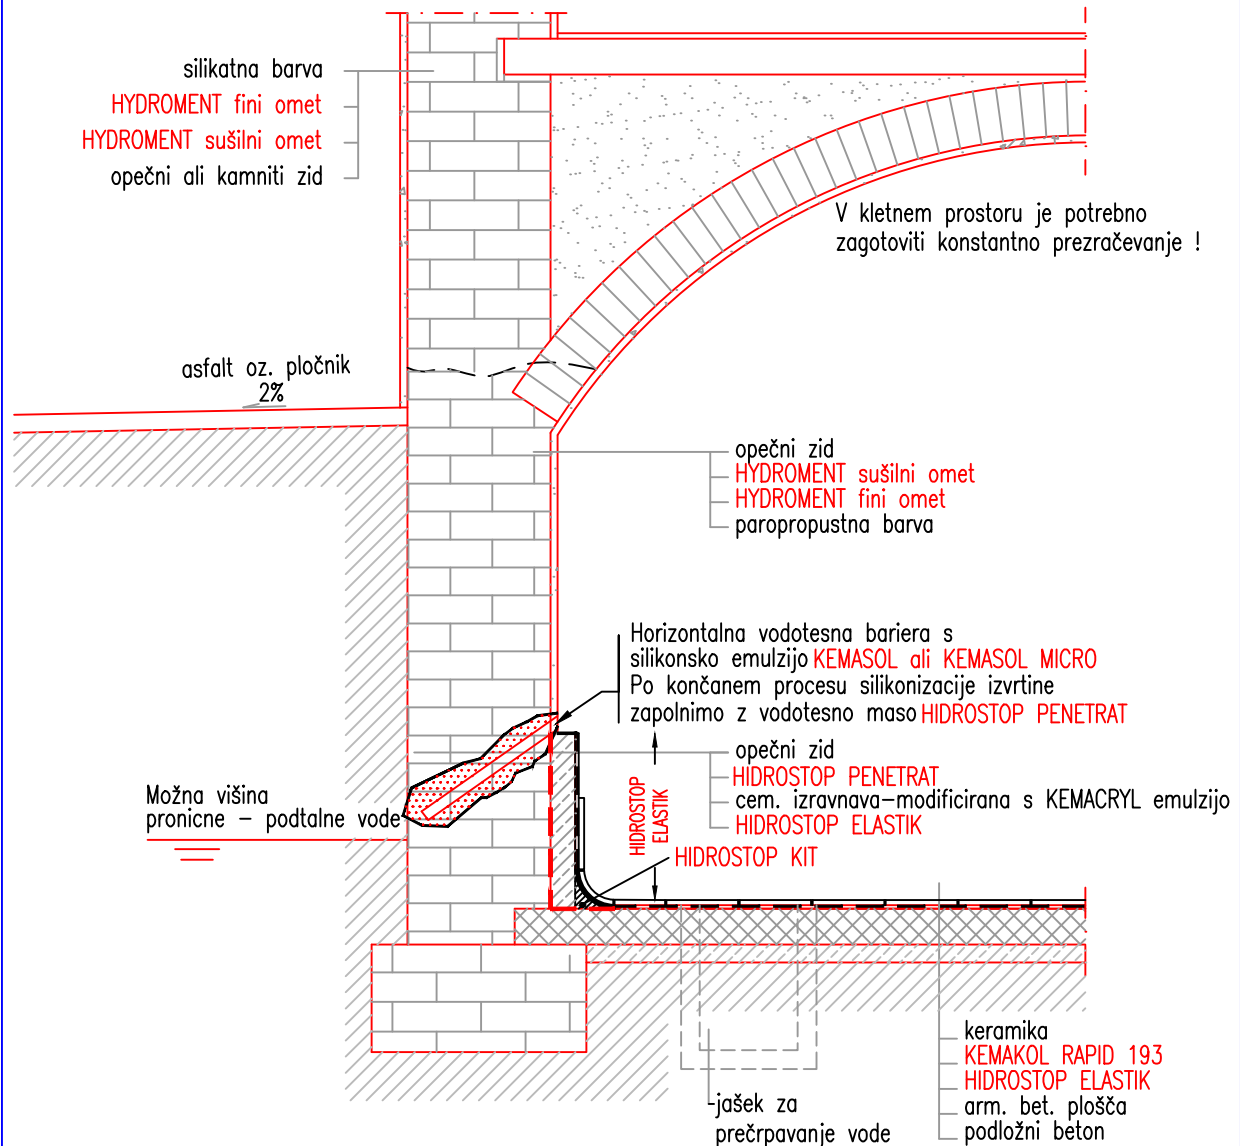 silikatna barva
HYDROMENT fini omet
HYDROMENT sušilni omet
opečni ali kamniti zid
V kletnem prostoru je potrebno
zagotoviti konstantno prezračevanje !
asfalt oz. pločnik
2%
opečni zid
HYDROMENT sušilni omet
HYDROMENT fini omet
paropropustna barva
Horizontalna vodotesna bariera s
silikonsko emulzijo KEMASOL ali KEMASOL MICRO
Po končanem procesu silikonizacije izvrtine
zapolnimo z vodotesno maso HIDROSTOP PENETRAT
opečni zid
HIDROSTOP PENETRAT
cem. izravnava-modificirana s KEMACRYL emulzijo
HIDROSTOP ELASTIK
HIDROSTOP
ELASTIK
HIDROSTOP KIT
Možna višina
pronicne - podtalne vode
keramika
KEMAKOL RAPID 193
HIDROSTOP ELASTIK
arm. bet. plošča
podložni beton
jašek za
prečrpavanje vode